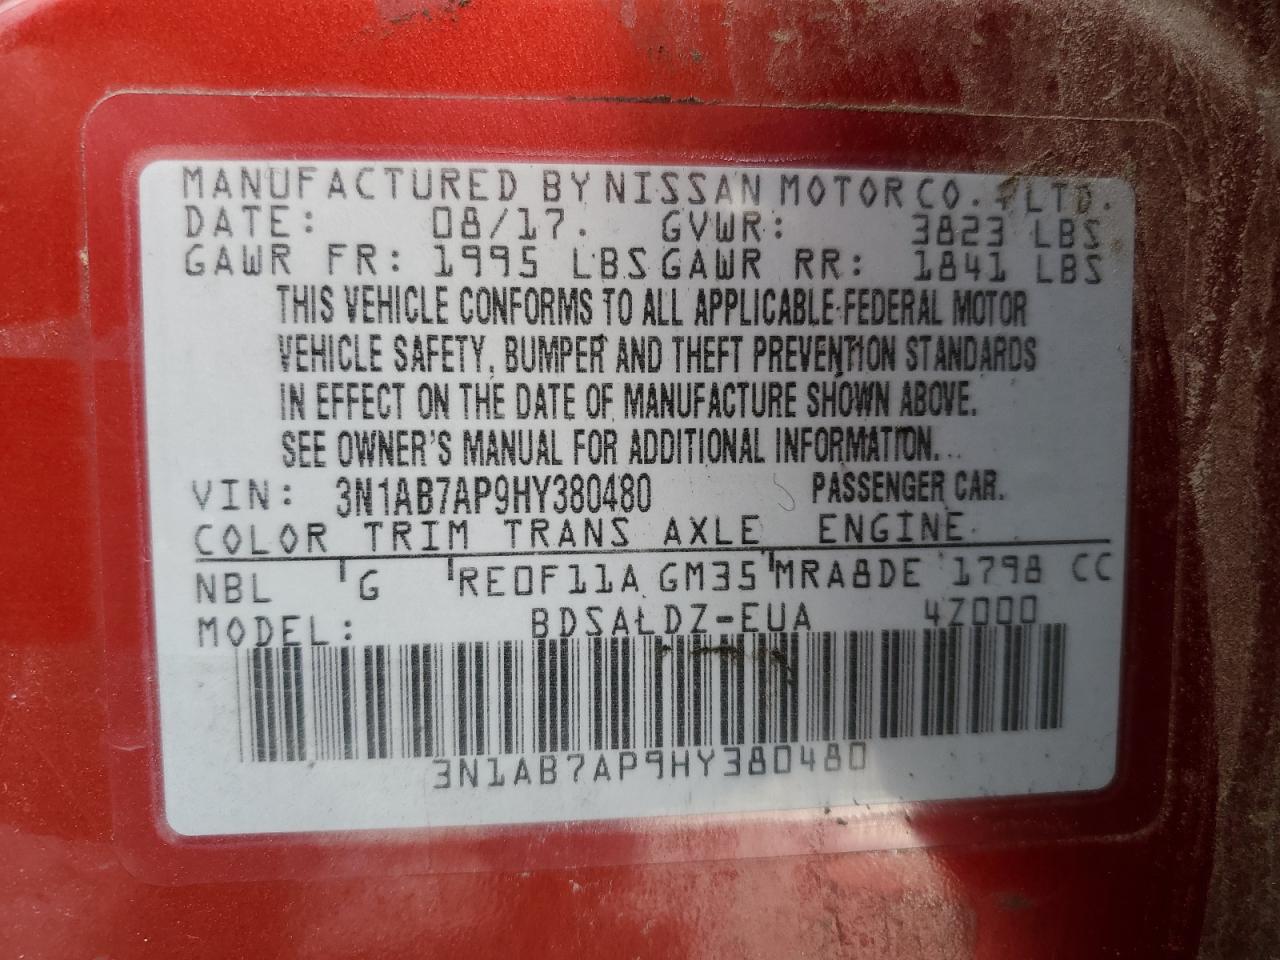 MANUFACTURED BY NISSAN MOTOR CO., LTD.
DATE: 08/17. GVWR: 3823 LBS
GAWR FR: 1995 LBS GAWR RR: 1841 LBS
THIS VEHICLE CONFORMS TO ALL APPLICABLE FEDERAL MOTOR
VEHICLE SAFETY, BUMPER AND THEFT PREVENTION STANDARDS
IN EFFECT ON THE DATE OF MANUFACTURE SHOWN ABOVE.
SEE OWNER'S MANUAL FOR ADDITIONAL INFORMATION.
VIN: 3N1AB7AP9HY380480 PASSENGER CAR.
COLOR TRIM TRANS AXLE ENGINE
NBL G RE0F11A GM35 MRA8DE 1798 CC
MODEL: BDSALDZ-EUA 4Z000
3N1AB7AP9HY380480